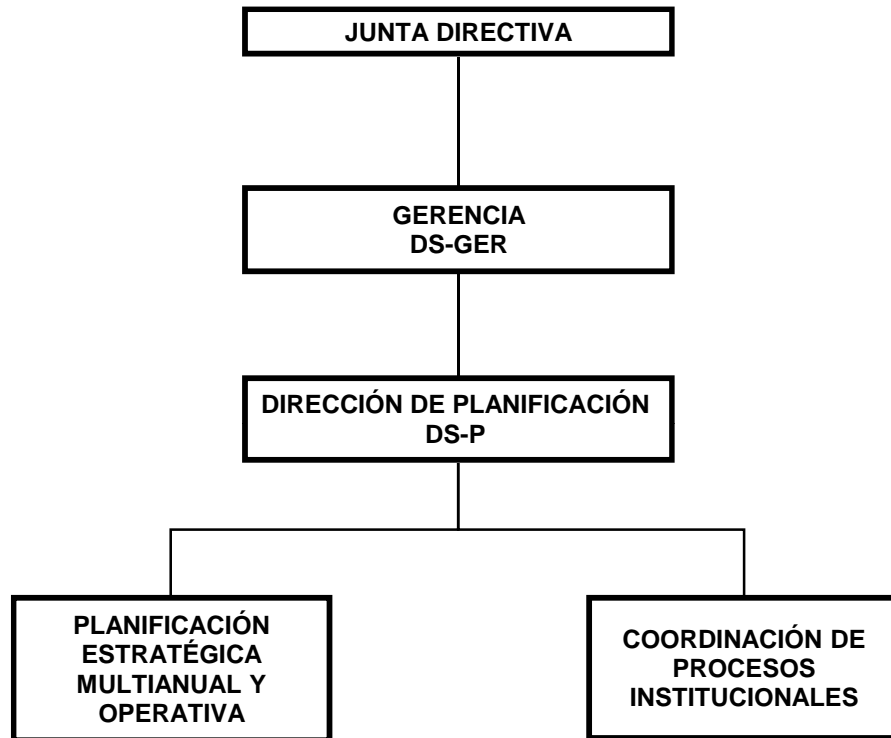 JUNTA DIRECTIVA
GERENCIA
DS-GER
DIRECCIÓN DE PLANIFICACIÓN
DS-P
PLANIFICACIÓN
ESTRATÉGICA
MULTIANUAL Y
OPERATIVA
COORDINACIÓN DE
PROCESOS
INSTITUCIONALES